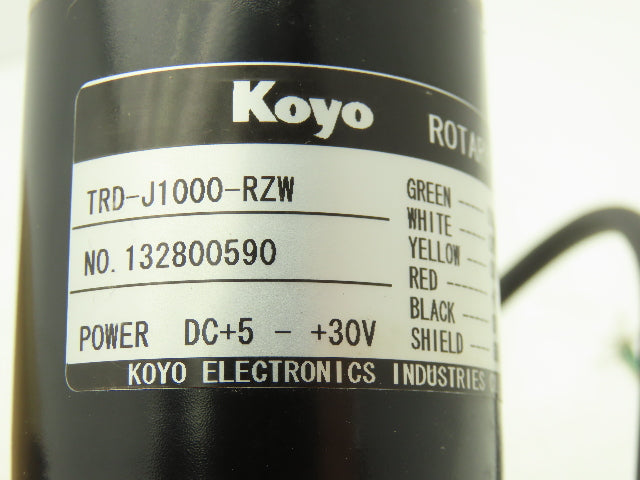 Koyo ROTAR
TRD-J1000-RZW
NO. 132800590
POWER DC+5 - +30V
GREEN
WHITE
YELLOW
RED
BLACK
SHIELD
KOYO ELECTRONICS INDUSTRIES C